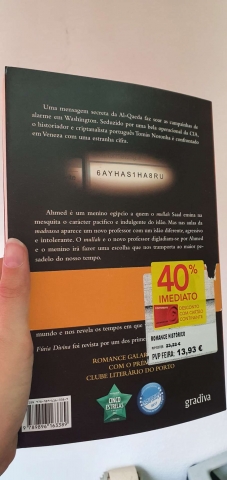 Uma mensagem secreta da Al-Qaeda faz soar as campainhas de
alarme em Washington. Seduzido por uma bela operacional da CIA,
o historiador e criptanalista português Tomás Noronha é confrontado
em Veneza com uma estranha cifra.
6AYHAS1HA8RU
Ahmed é um menino egípcio a quem o mullah Saad ensina na
mesquita o carácter pacífico e indulgente do islão. Mas nas aulas da
madrassa aparece um novo professor com um islão diferente, agressivo
e intolerante. O mullah e o novo professor digladiam-se por Ahmed
e o menino irá fazer uma escolha que nos transporta ao maior pe-
sadelo do nosso tempo.
mundo e nos revela os tempos em que
Fúria Divina foi revista por um dos prime
ROMANCE GALAR
COM O PRÉM
CLUBE LITERÁRIO DO PORTO
40%
IMEDIATO
ROMANCE HISTÓRICO
PVP FEIRA: 13,93 €
CINCO
ESTRELAS
gradiva